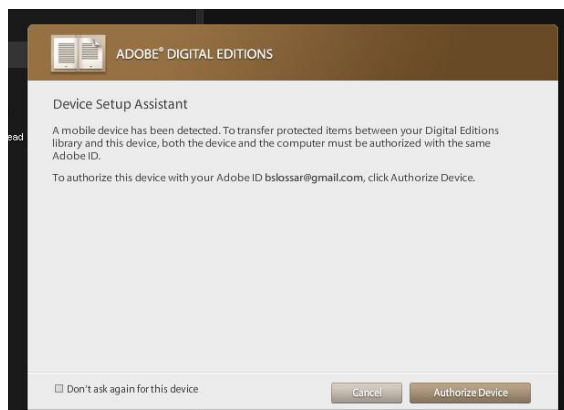 ADOBE® DIGITAL EDITIONS
Device Setup Assistant
A mobile device has been detected. To transfer protected items between your Digital Editions
ead
library and this device, both the device and the computer must be authorized with the same
Adobe ID.
To authorize this device with your Adobe ID bslossar@gmail.com, click Authorize Device.
Don't ask again for this device
Cancel
Authorize Device